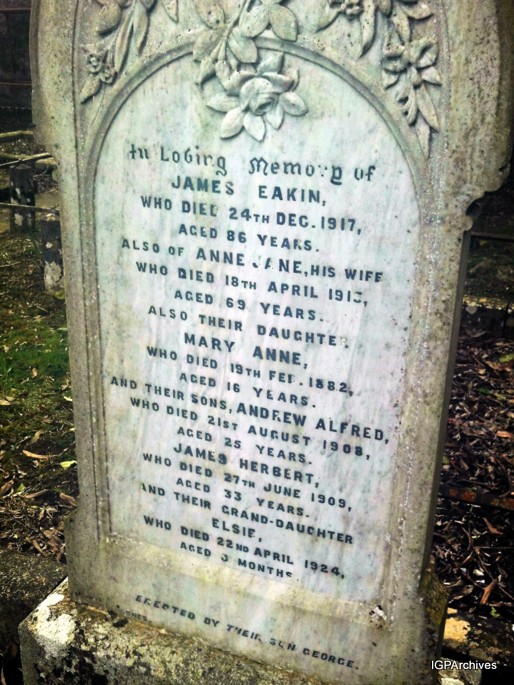 In Loving Memory of
JAMES EAKIN,
WHO DIED 24TH DEC. 1917,
AGED 86 YEARS.
ALSO OF ANNE JANE, HIS WIFE
WHO DIED 18TH APRIL
AGED 69 YEARS.
ALSO THEIR DAUGHTER
MARY ANNE,
WHO DIED 19TH FEB. 1882,
AGED 16 YEARS.
AND THEIR SONS, ANDREW ALFRED,
WHO DIED 21ST AUGUST 1908,
AGED 25 YEARS.
JAMES HERBERT,
WHO DIED 27TH JUNE 1909,
AGED 33 YEARS.
AND THEIR GRAND-DAUGHTER
ELSIE,
WHO DIED 22ND APRIL 1924,
AGED MONTHS.
ERECTED BY THEIR SON GEORGE.
IGPArchives